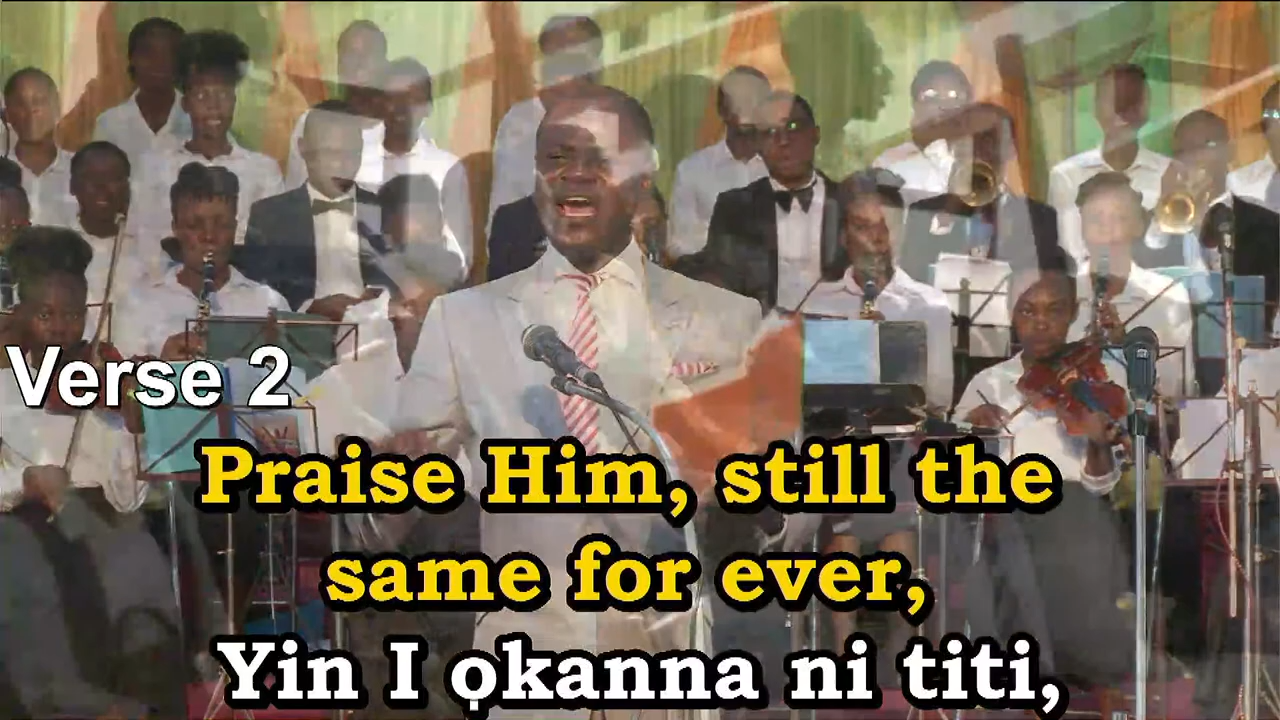 Verse 2
Praise Him, still the
same for ever,
Yin I ọkanna ni titi,